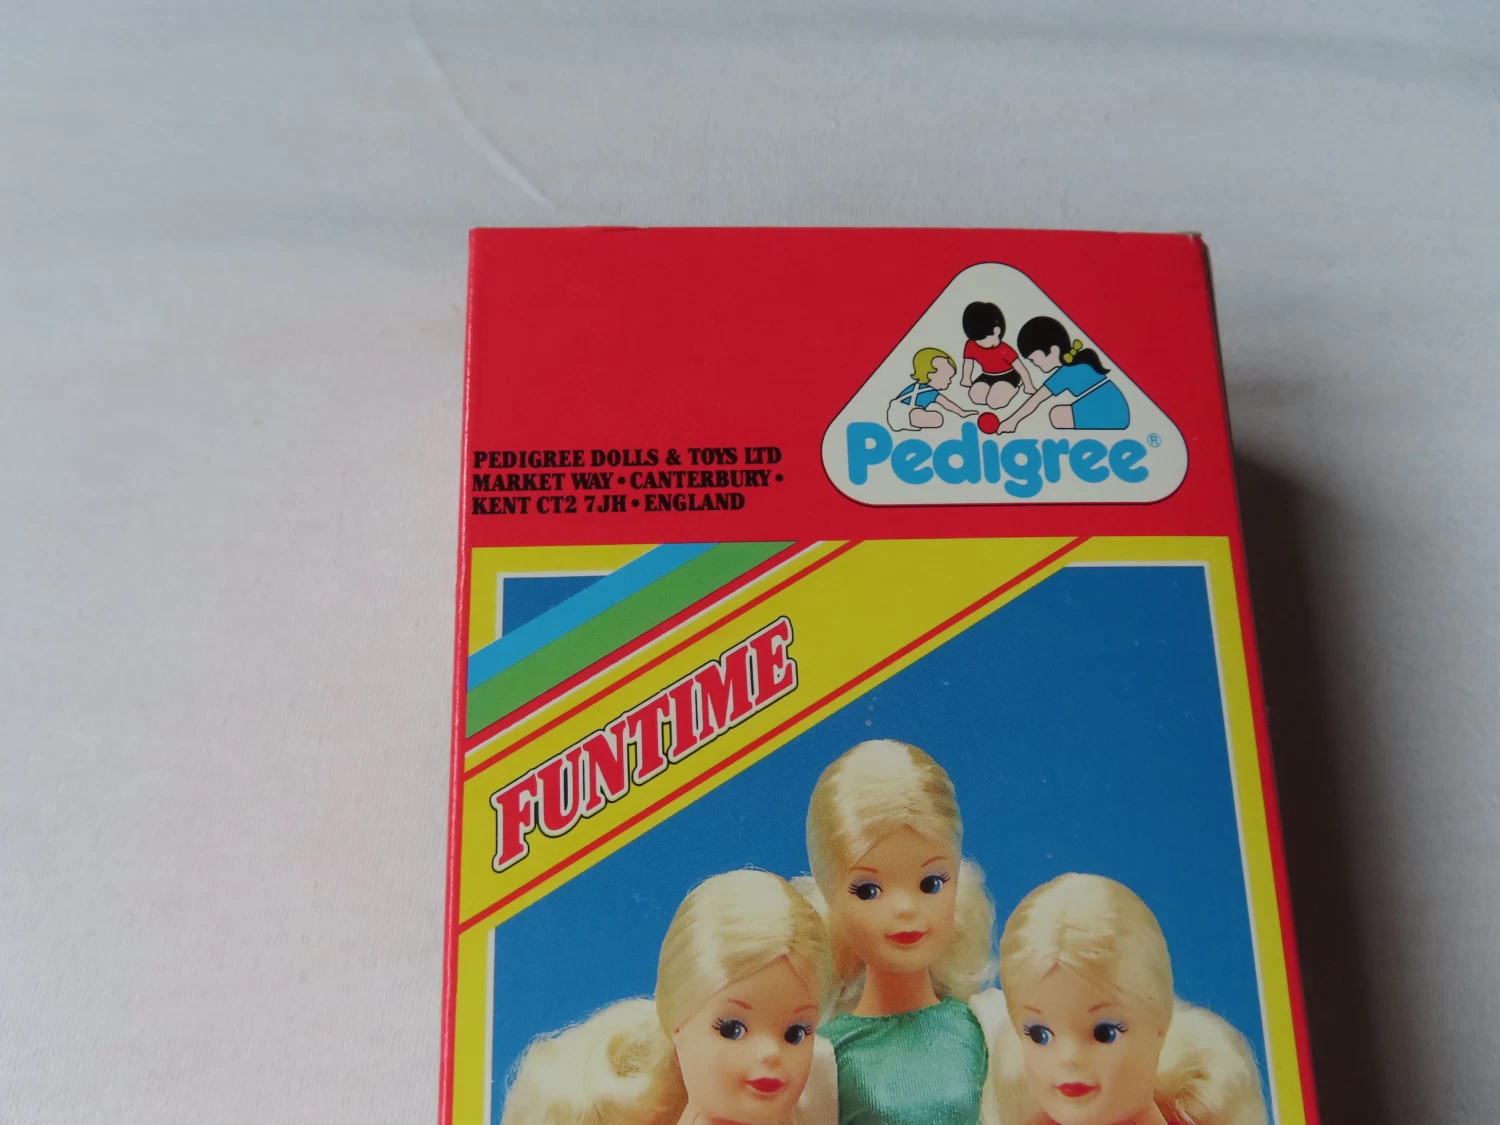 Pedigree®
PEDIGREE DOLLS & TOYS LTD
MARKET WAY • CANTERBURY •
KENT CT2 7JH • ENGLAND
FUNTIME